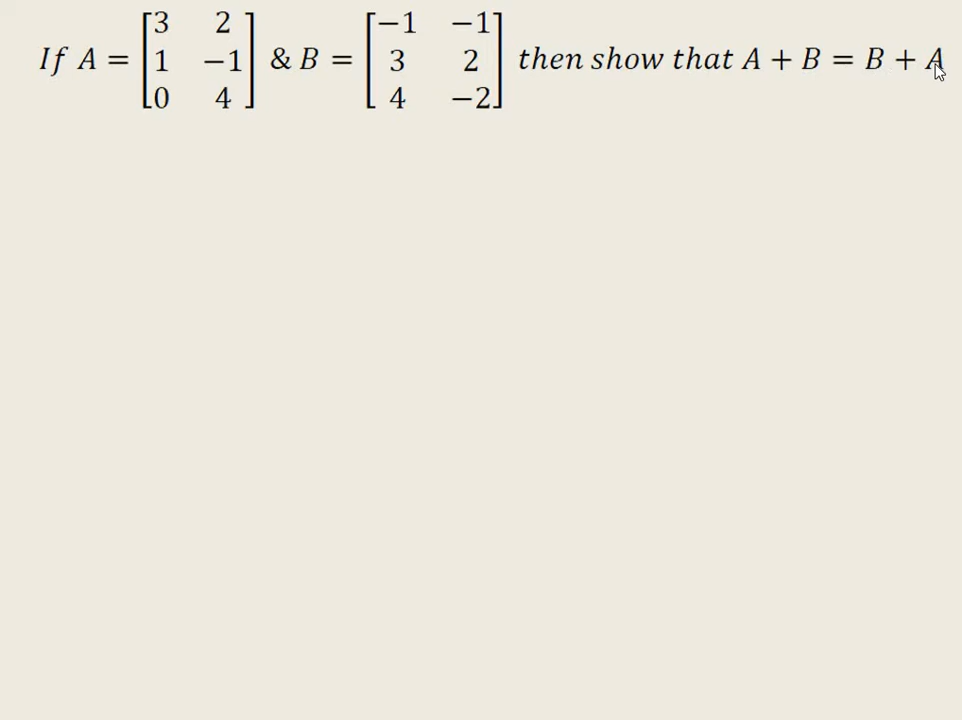 If A = [3 2; 1 −1; 0 4] & B = [−1 −1; 3 2; 4 −2] then show that A + B = B + A